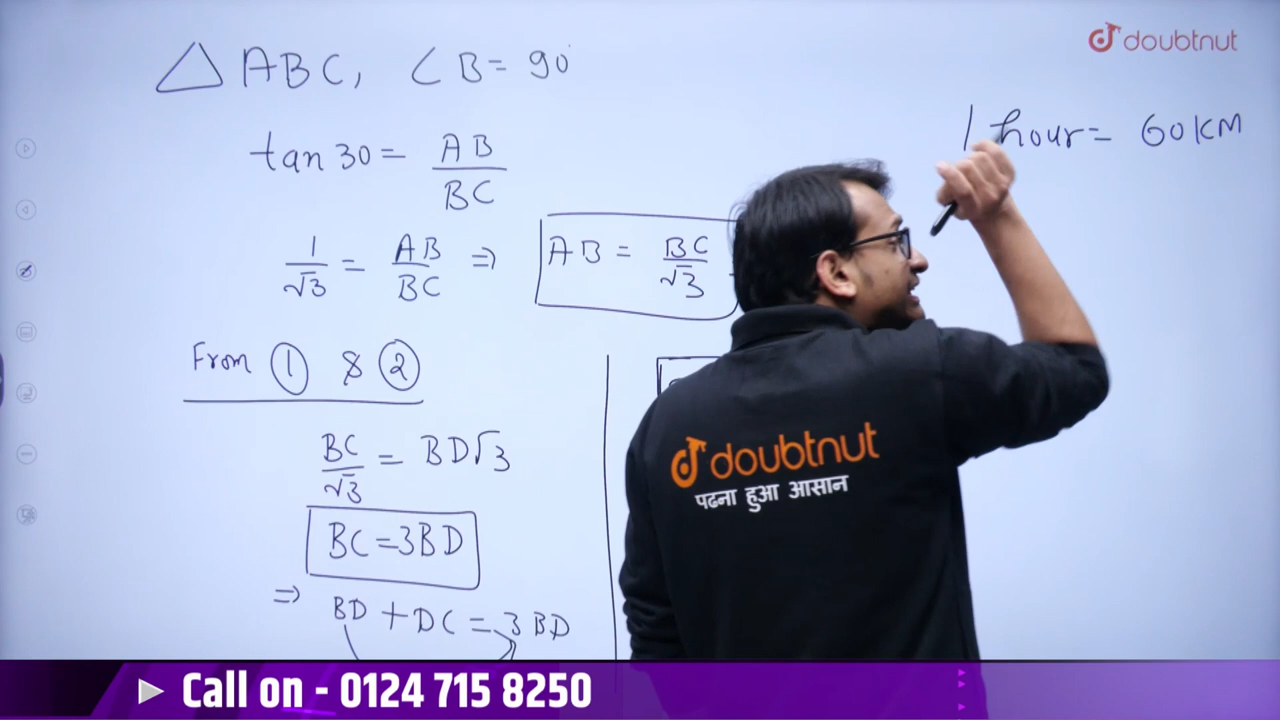 doubtnut
△ ABC, ∠B = 90°
1 hour = 60 KM
tan 30 = AB/BC
1/√3 = AB/BC ⇒ AB = BC/√3
From ① & ②
BC/√3 = BD√3
BC = 3BD
⇒ BD + DC = 3BD
doubtnut
पढना हुआ आसान
Call on - 0124 715 8250